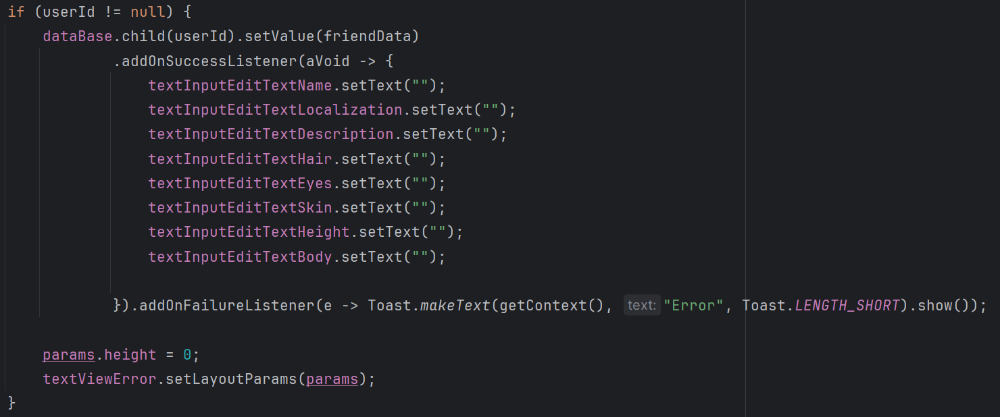 if (userId != null) {
    dataBase.child(userId).setValue(friendData)
            .addOnSuccessListener(aVoid -> {
                textInputEditTextName.setText("");
                textInputEditTextLocalization.setText("");
                textInputEditTextDescription.setText("");
                textInputEditTextHair.setText("");
                textInputEditTextEyes.setText("");
                textInputEditTextSkin.setText("");
                textInputEditTextHeight.setText("");
                textInputEditTextBody.setText("");

            }).addOnFailureListener(e -> Toast.makeText(getContext(), text: "Error", Toast.LENGTH_SHORT).show());

    params.height = 0;
    textViewError.setLayoutParams(params);
}